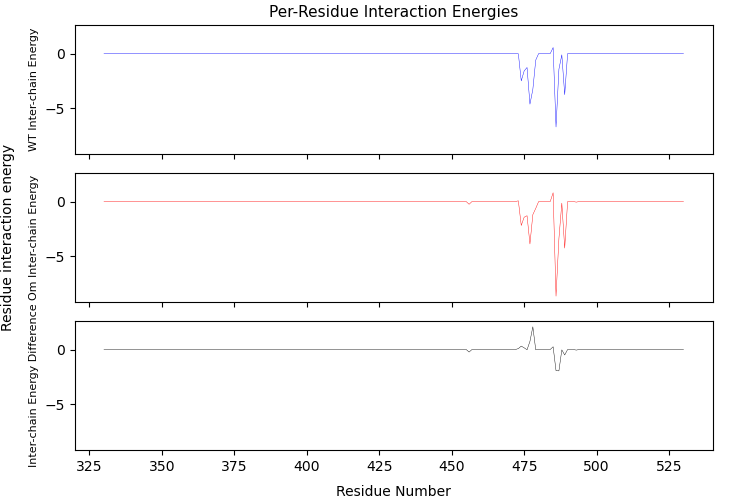 Per-Residue Interaction Energies
Residue interaction energy
WT Inter-chain Energy
0
−5
Om Inter-chain Energy
0
−5
Inter-chain Energy Difference
0
−5
325 350 375 400 425 450 475 500 525
Residue Number